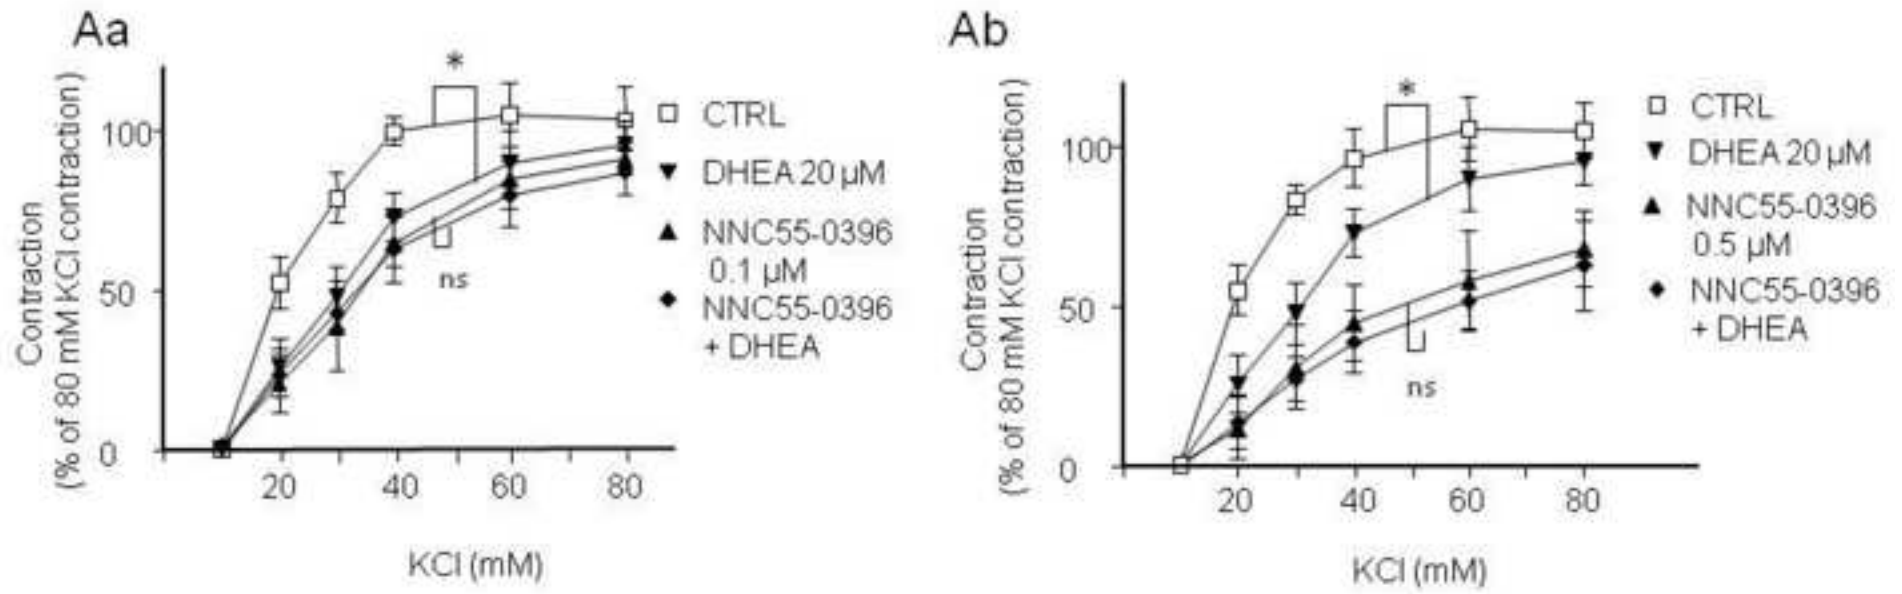 Aa
*
Contraction
(% of 80 mM KCl contraction)
100
50
0
20 40 60 80
KCl (mM)
ns
CTRL
DHEA 20 µM
NNC55-0396
0.1 µM
NNC55-0396
+ DHEA
Ab
*
Contraction
(% of 80 mM KCl contraction)
100
50
0
20 40 60 80
KCl (mM)
ns
CTRL
DHEA 20 µM
NNC55-0396
0.5 µM
NNC55-0396
+ DHEA